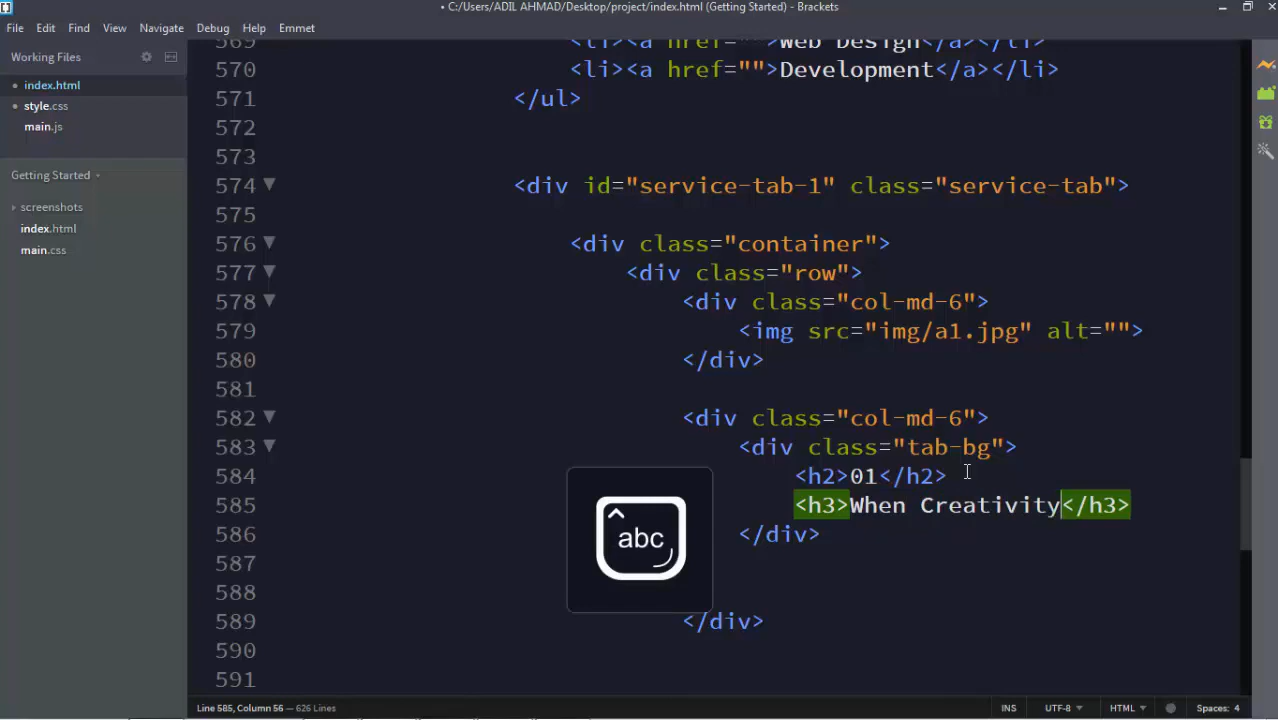 • C:/Users/ADIL AHMAD/Desktop/project/index.html (Getting Started) - Brackets
File Edit Find View Navigate Debug Help Emmet
Working Files
index.html
style.css
main.js
Getting Started
screenshots
index.html
main.css
569 <li><a href="">Web Design</a></li>
570 <li><a href="">Development</a></li>
571 </ul>
572
573
574 <div id="service-tab-1" class="service-tab">
575
576 <div class="container">
577 <div class="row">
578 <div class="col-md-6">
579 <img src="img/a1.jpg" alt="">
580 </div>
581
582 <div class="col-md-6">
583 <div class="tab-bg">
584 <h2>01</h2>
585 <h3>When Creativity</h3>
586 </div>
587
588
589 </div>
590
591
abc
Line 585, Column 56 — 626 Lines
INS UTF-8 HTML Spaces: 4